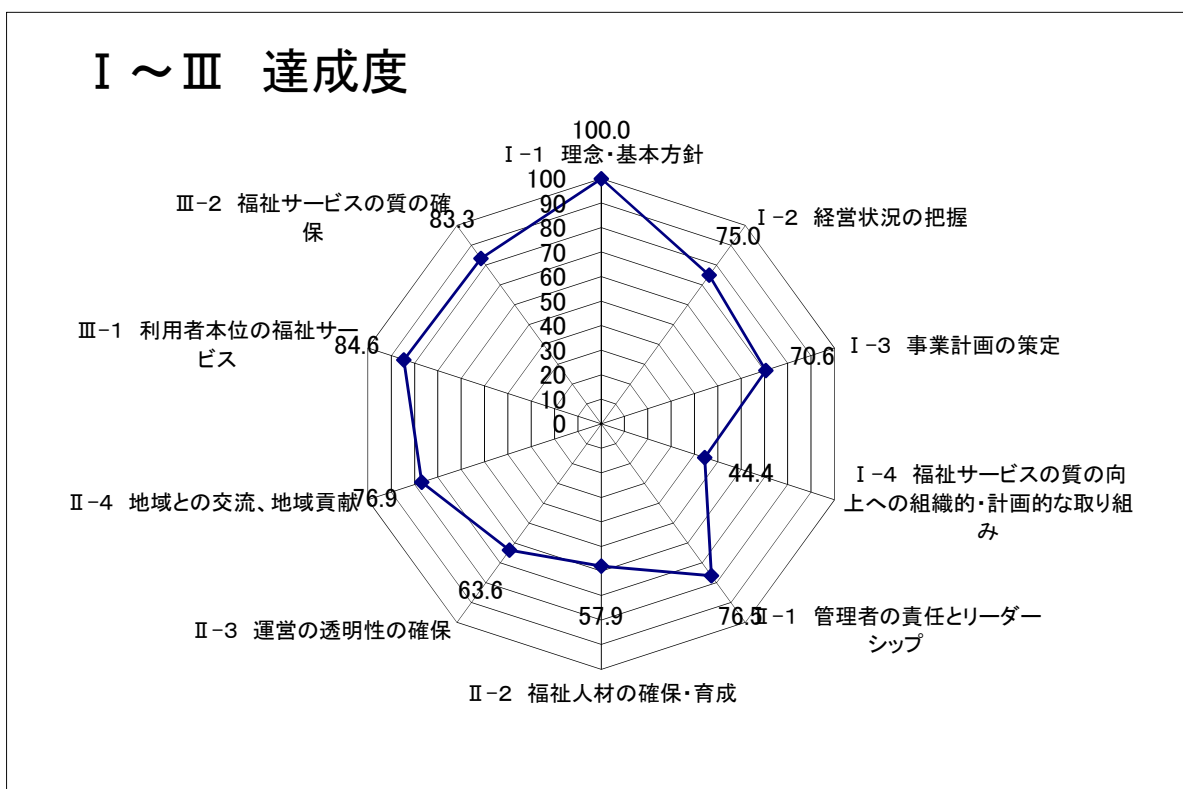 Ⅰ～Ⅲ 達成度
100.0
Ⅰ-1 理念・基本方針
100
90
80
70
60
50
40
30
20
10
0
75.0
Ⅰ-2 経営状況の把握
70.6
Ⅰ-3 事業計画の策定
44.4
Ⅰ-4 福祉サービスの質の向
上への組織的・計画的な取り組
み
76.5
Ⅱ-1 管理者の責任とリーダー
シップ
57.9
Ⅱ-2 福祉人材の確保・育成
63.6
Ⅱ-3 運営の透明性の確保
76.9
Ⅱ-4 地域との交流、地域貢献
84.6
Ⅲ-1 利用者本位の福祉サー
ビス
83.3
Ⅲ-2 福祉サービスの質の確
保